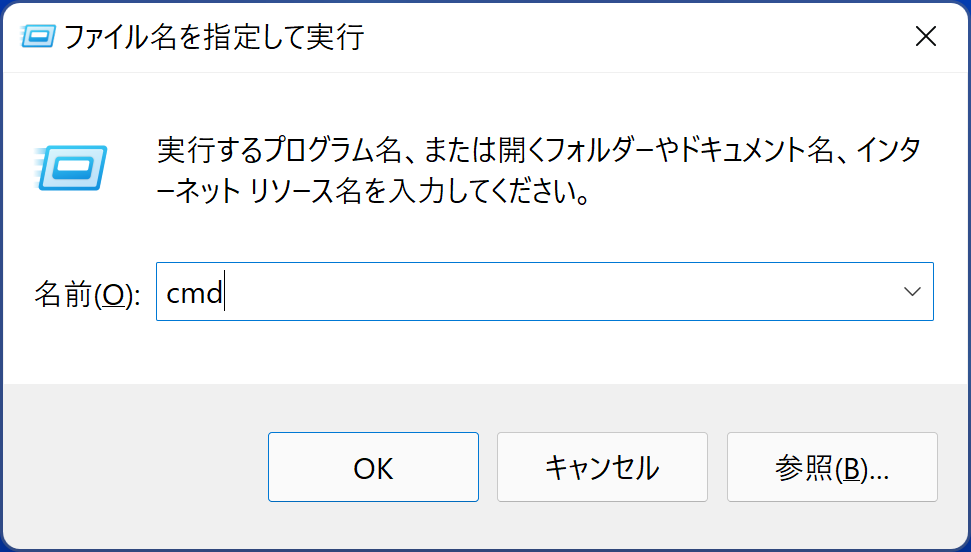 ファイル名を指定して実行
実行するプログラム名、または開くフォルダーやドキュメント名、インタ
ーネット リソース名を入力してください。
名前(O): cmd
OK キャンセル 参照(B)...